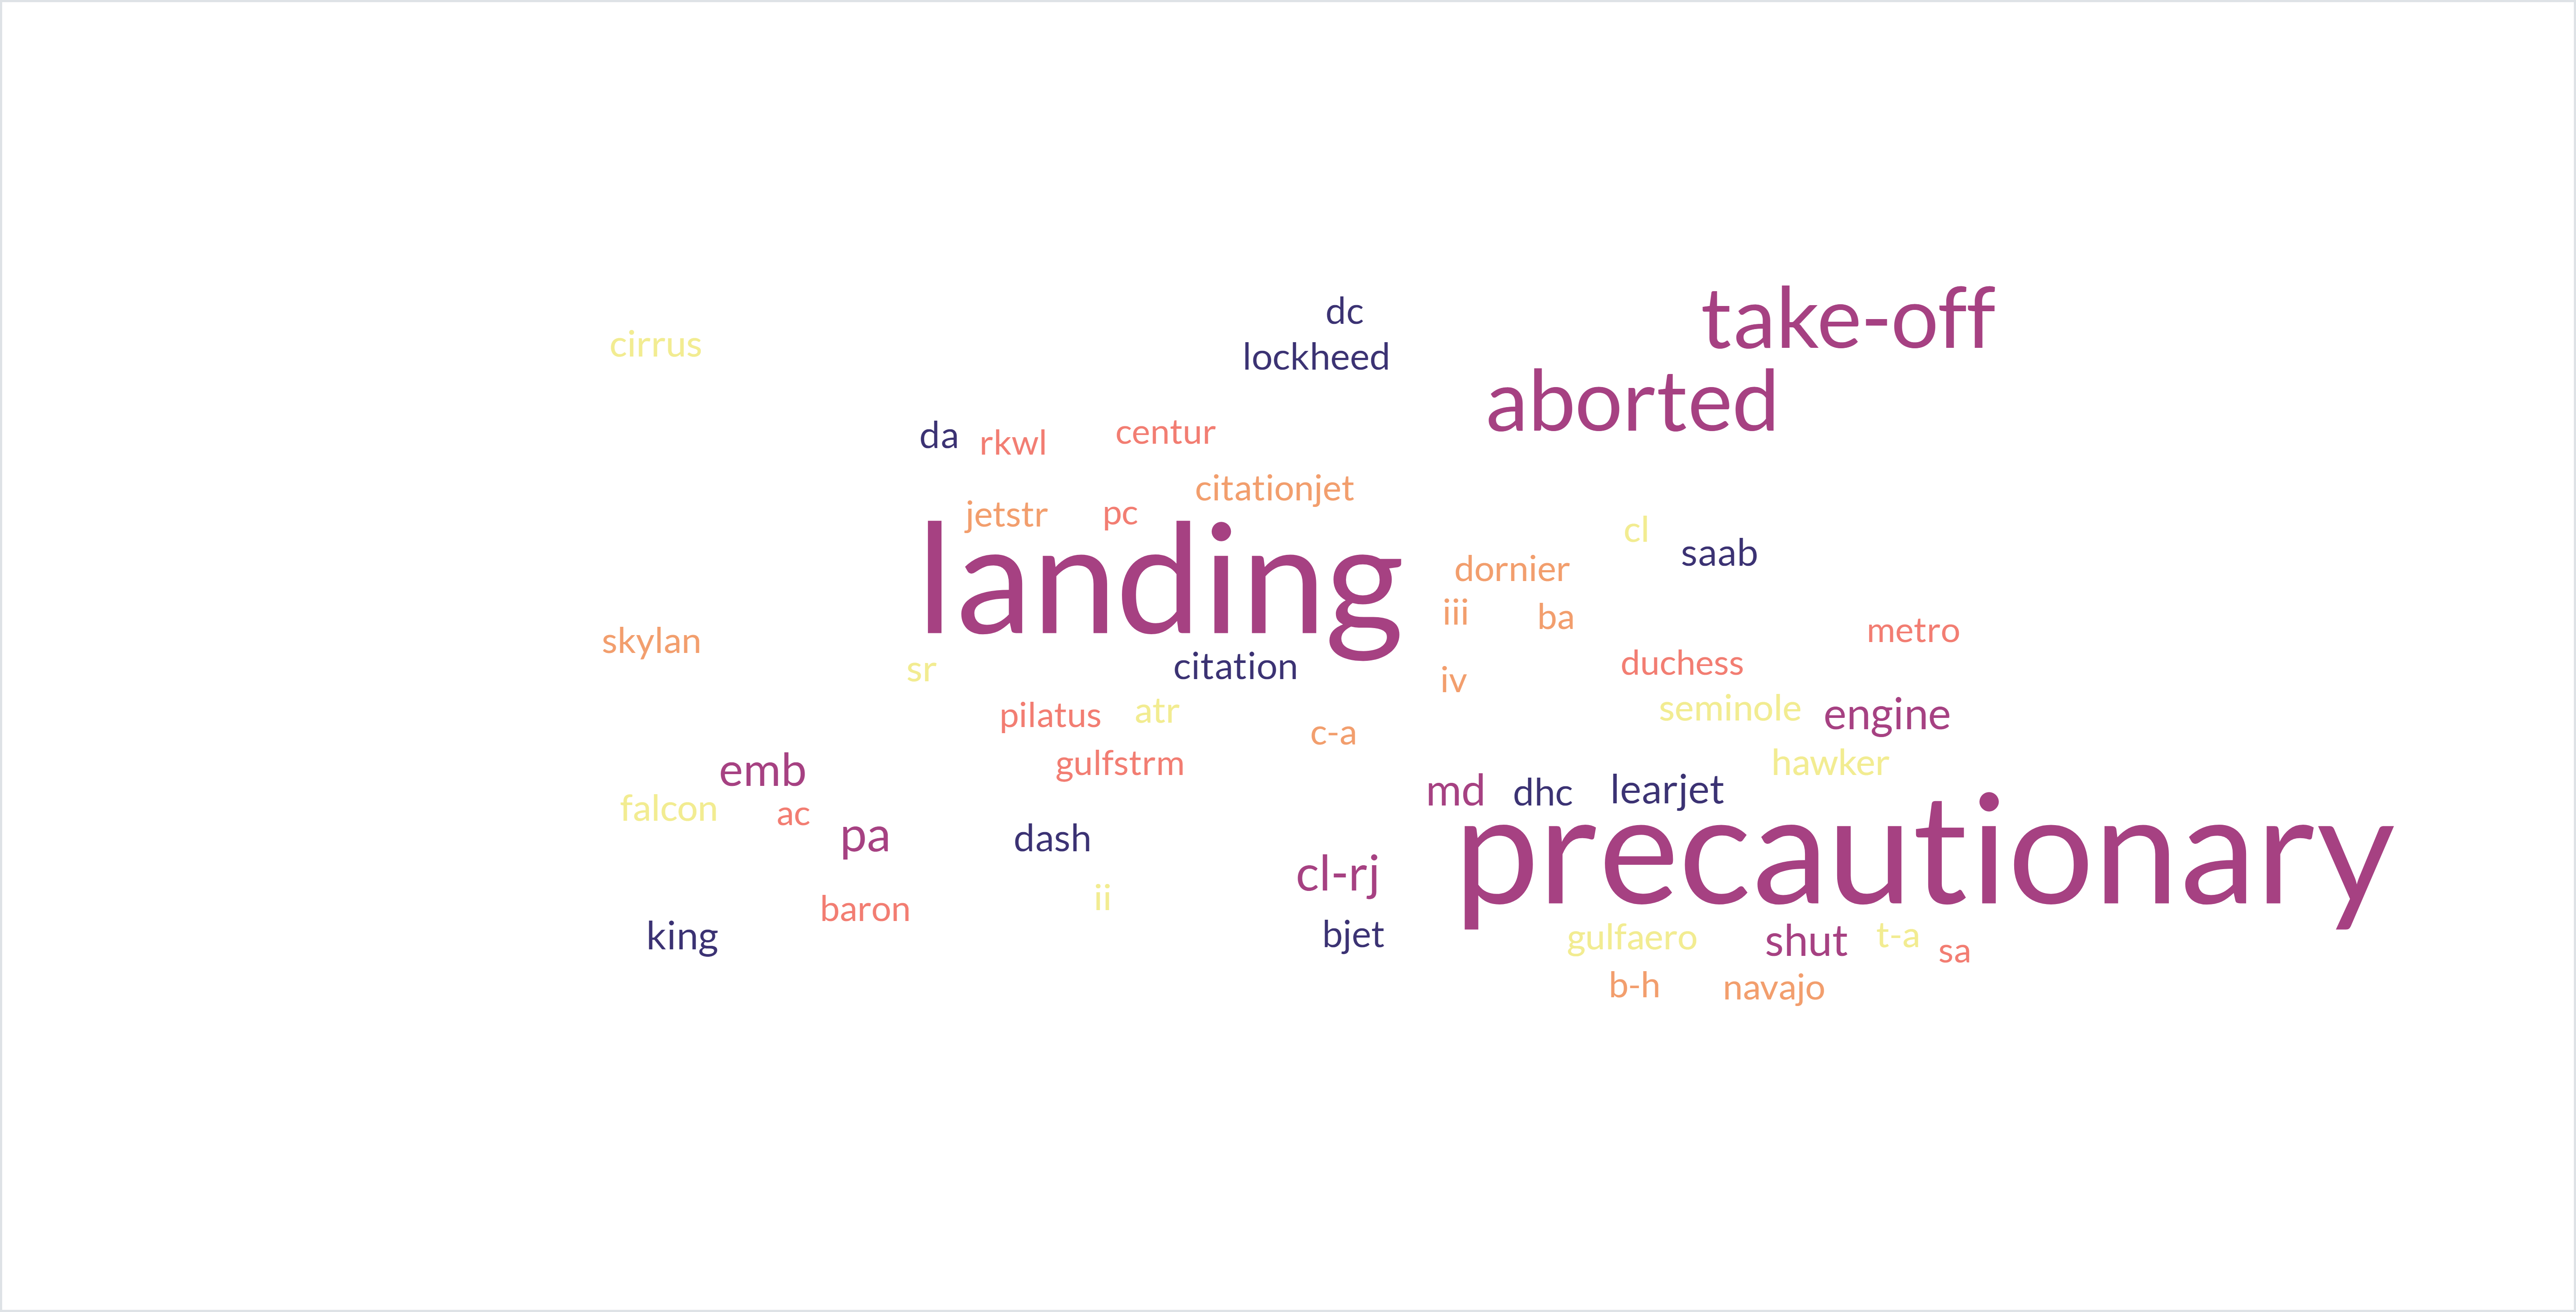 take-off
dc
cirrus
lockheed
aborted
da
rkwl
centur
citationjet
jetstr
pc
cl
saab
landing
dornier
iii
ba
metro
skylan
sr
citation
duchess
iv
pilatus
atr
seminole
engine
c-a
gulfstrm
hawker
emb
md
dhc
learjet
falcon
ac
pa
dash
precautionary
cl-rj
ii
baron
king
bjet
gulfaero
shut
t-a
sa
b-h
navajo